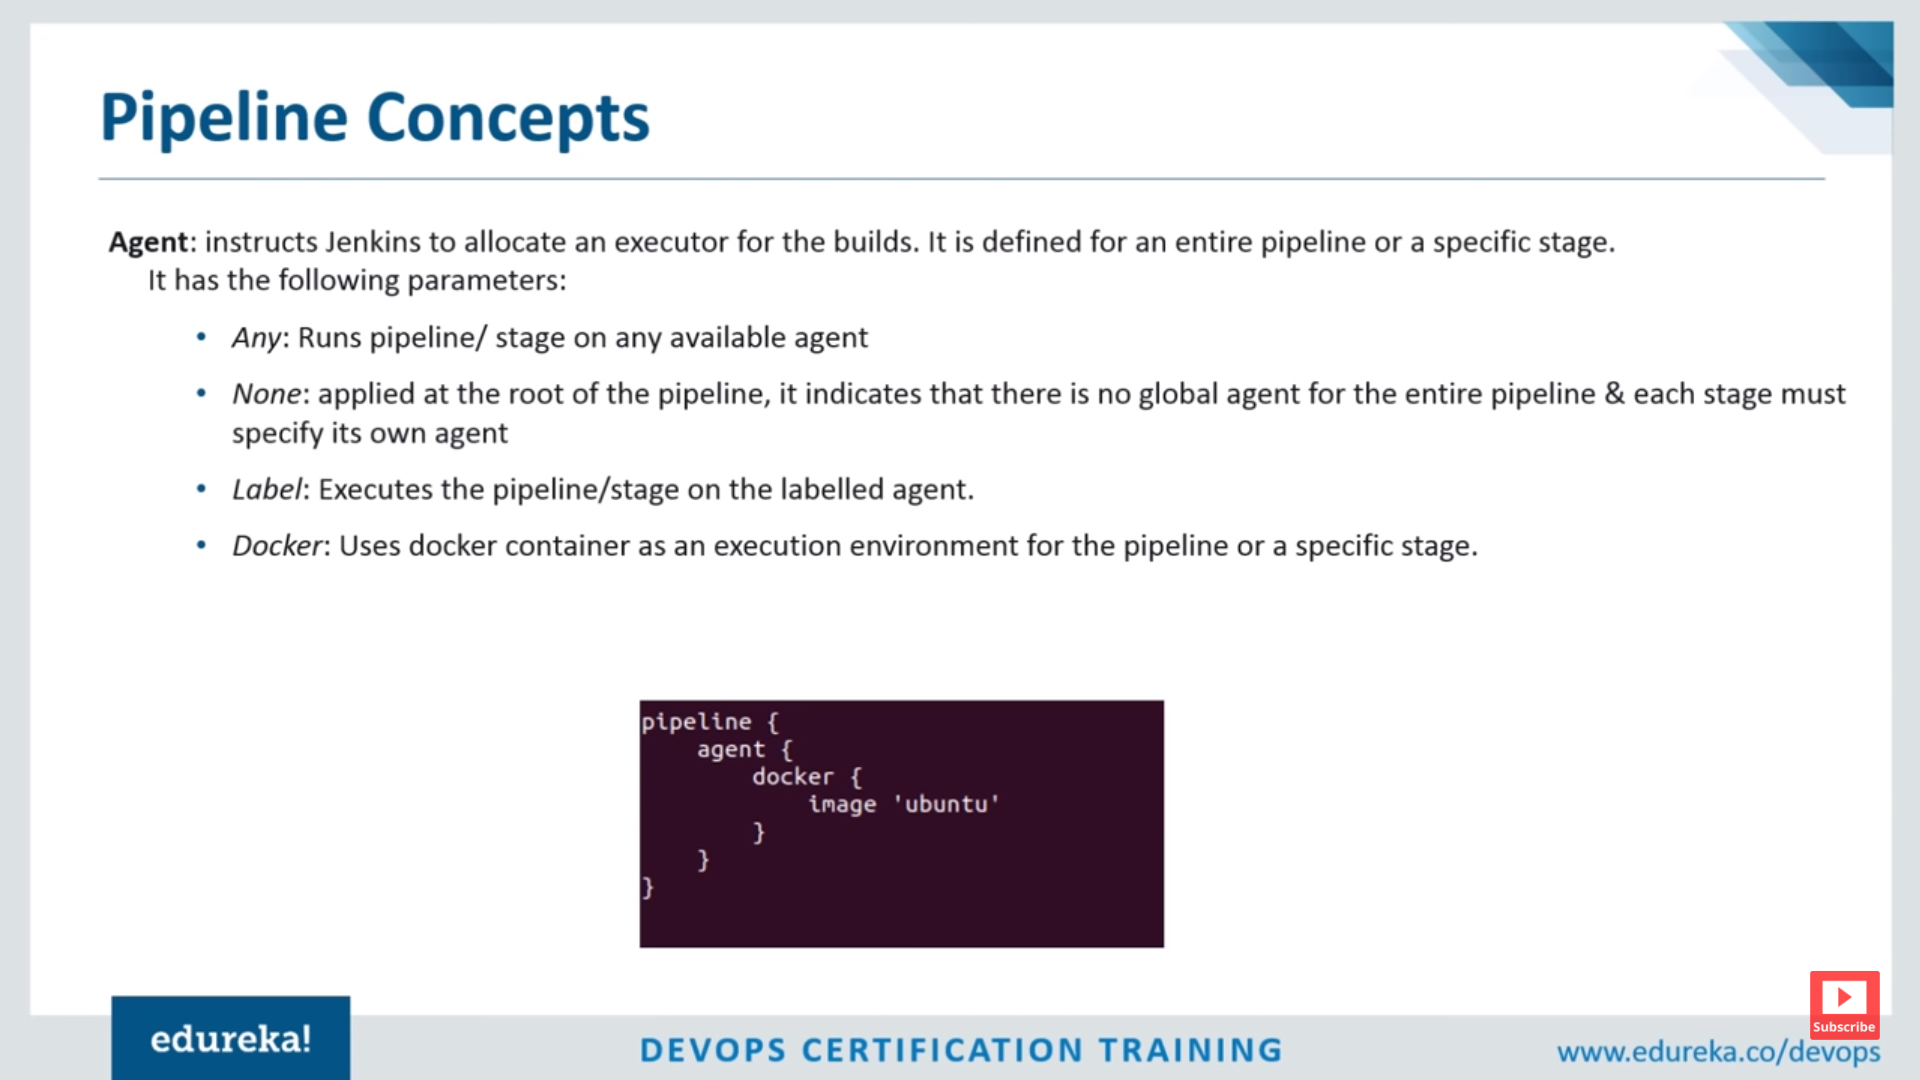 Pipeline Concepts
Agent: instructs Jenkins to allocate an executor for the builds. It is defined for an entire pipeline or a specific stage.
It has the following parameters:
• Any: Runs pipeline/ stage on any available agent
• None: applied at the root of the pipeline, it indicates that there is no global agent for the entire pipeline & each stage must
specify its own agent
• Label: Executes the pipeline/stage on the labelled agent.
• Docker: Uses docker container as an execution environment for the pipeline or a specific stage.
pipeline {
    agent {
        docker {
            image 'ubuntu'
        }
    }
}
Subscribe
edureka!
DEVOPS CERTIFICATION TRAINING
www.edureka.co/devops